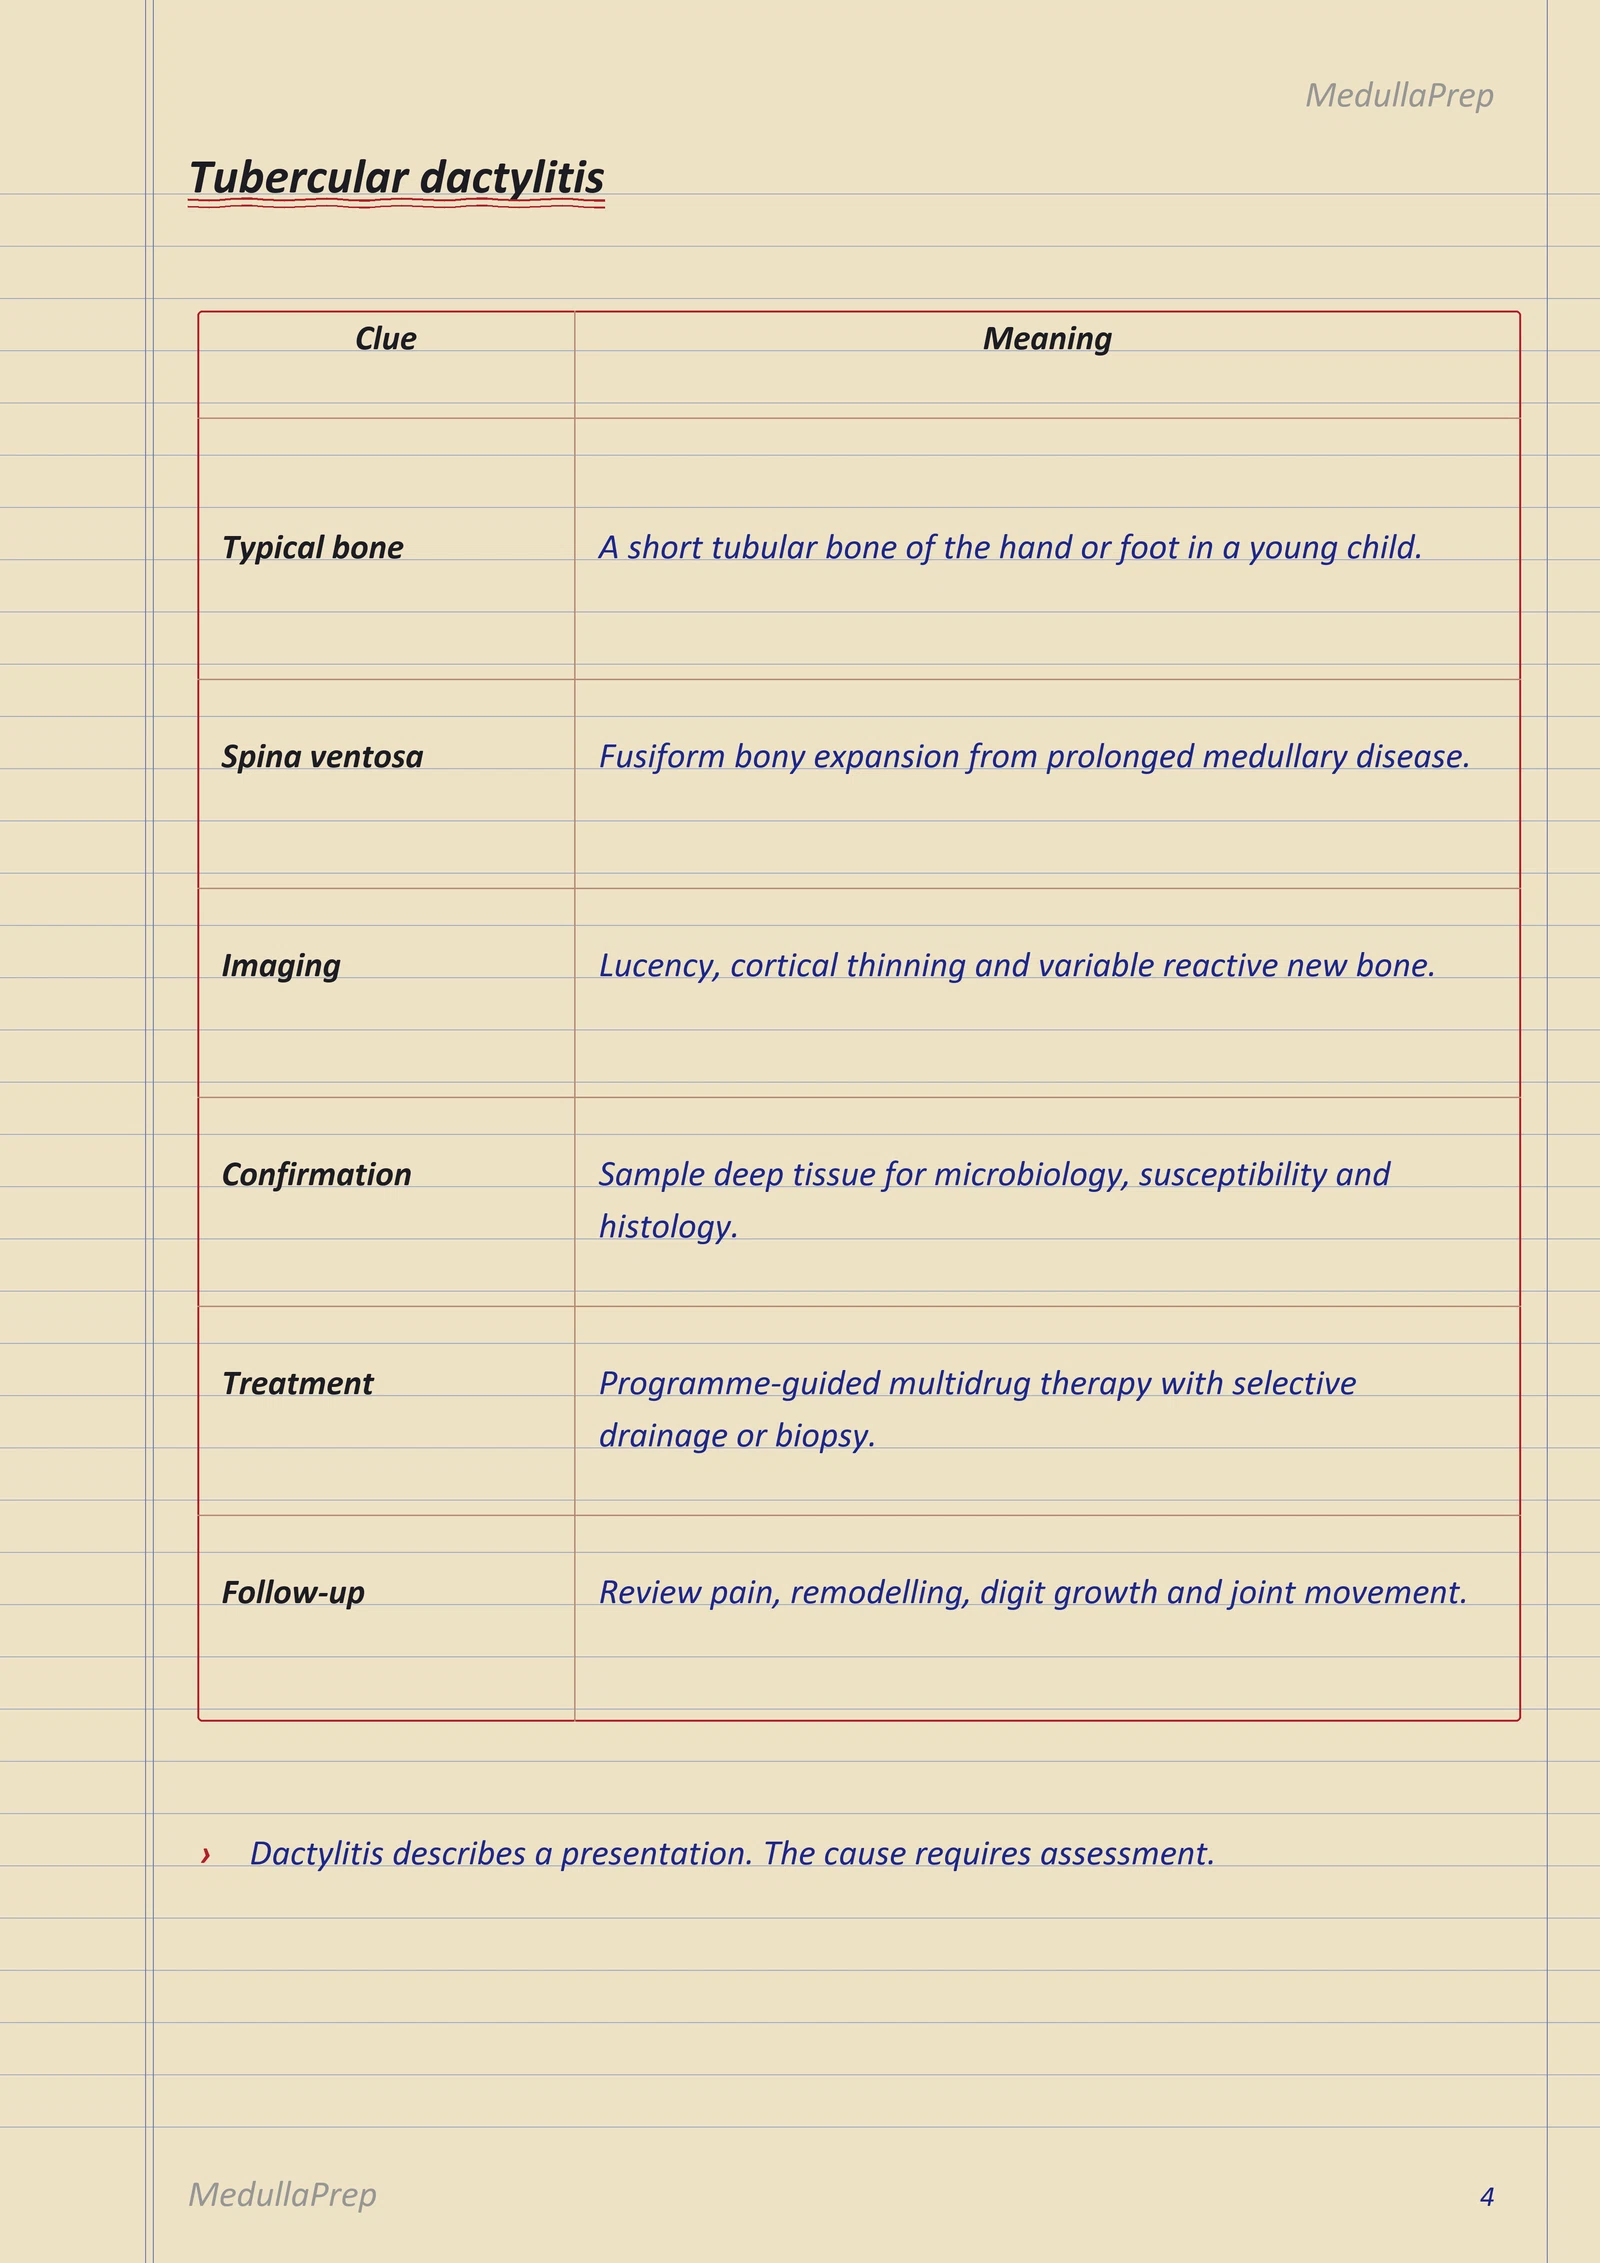 MedullaPrep
Tubercular dactylitis
Clue Meaning
Typical bone A short tubular bone of the hand or foot in a young child.
Spina ventosa Fusiform bony expansion from prolonged medullary disease.
Imaging Lucency, cortical thinning and variable reactive new bone.
Confirmation Sample deep tissue for microbiology, susceptibility and
histology.
Treatment Programme-guided multidrug therapy with selective
drainage or biopsy.
Follow-up Review pain, remodelling, digit growth and joint movement.
› Dactylitis describes a presentation. The cause requires assessment.
MedullaPrep 4